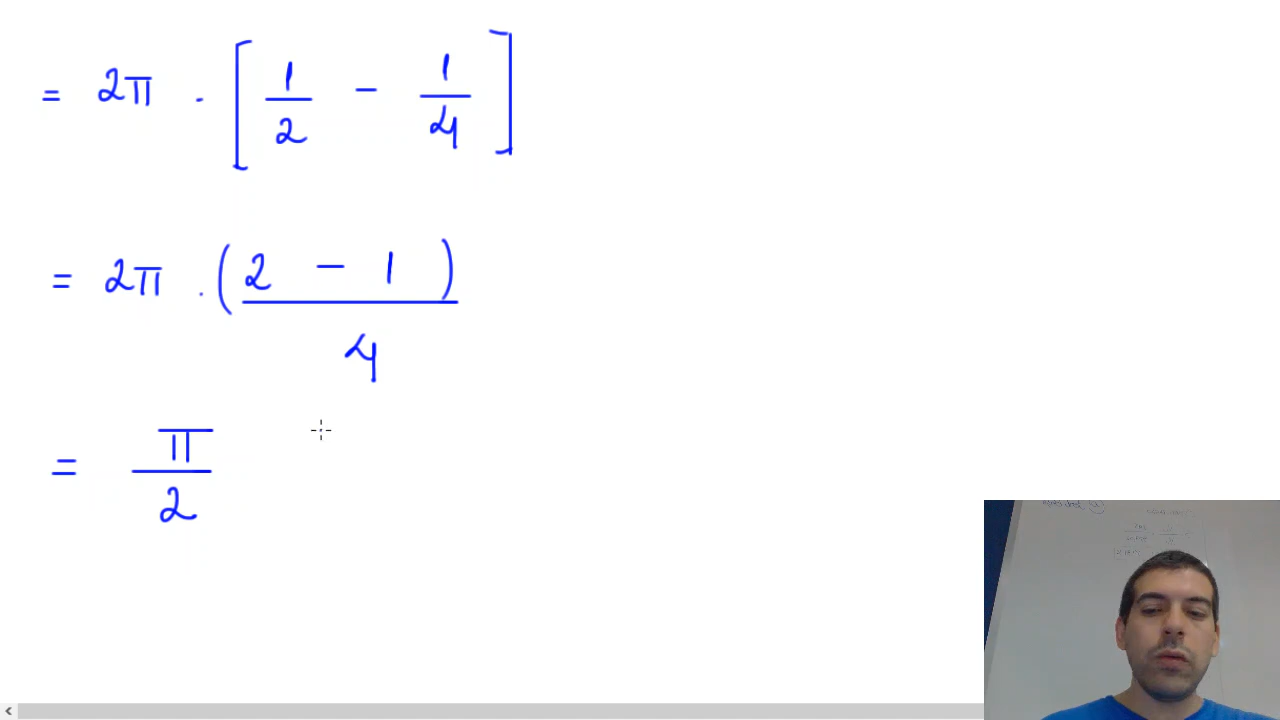 = 2π · [ 1/2 − 1/4 ]
= 2π · (2 − 1)/4
= π/2